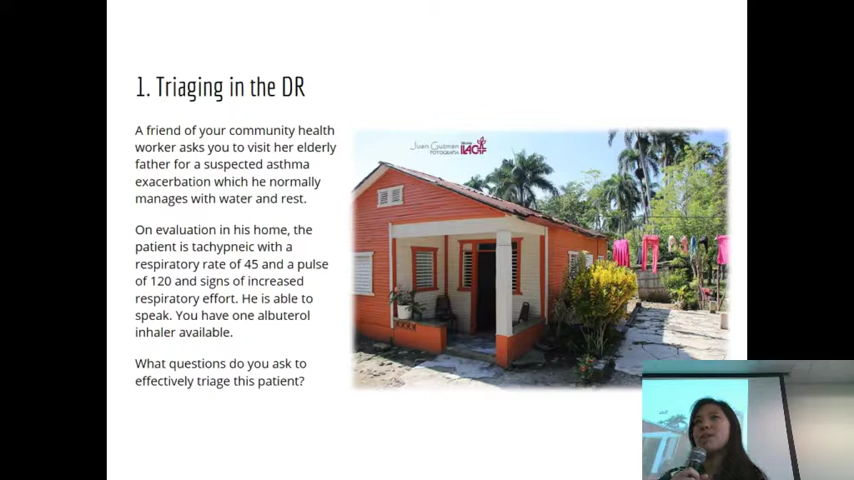 1. Triaging in the DR
A friend of your community health
worker asks you to visit her elderly
father for a suspected asthma
exacerbation which he normally
manages with water and rest.
On evaluation in his home, the
patient is tachypneic with a
respiratory rate of 45 and a pulse
of 120 and signs of increased
respiratory effort. He is able to
speak. You have one albuterol
inhaler available.
What questions do you ask to
effectively triage this patient?
Juan Guzman
FOTOGRAFIA
ILAC